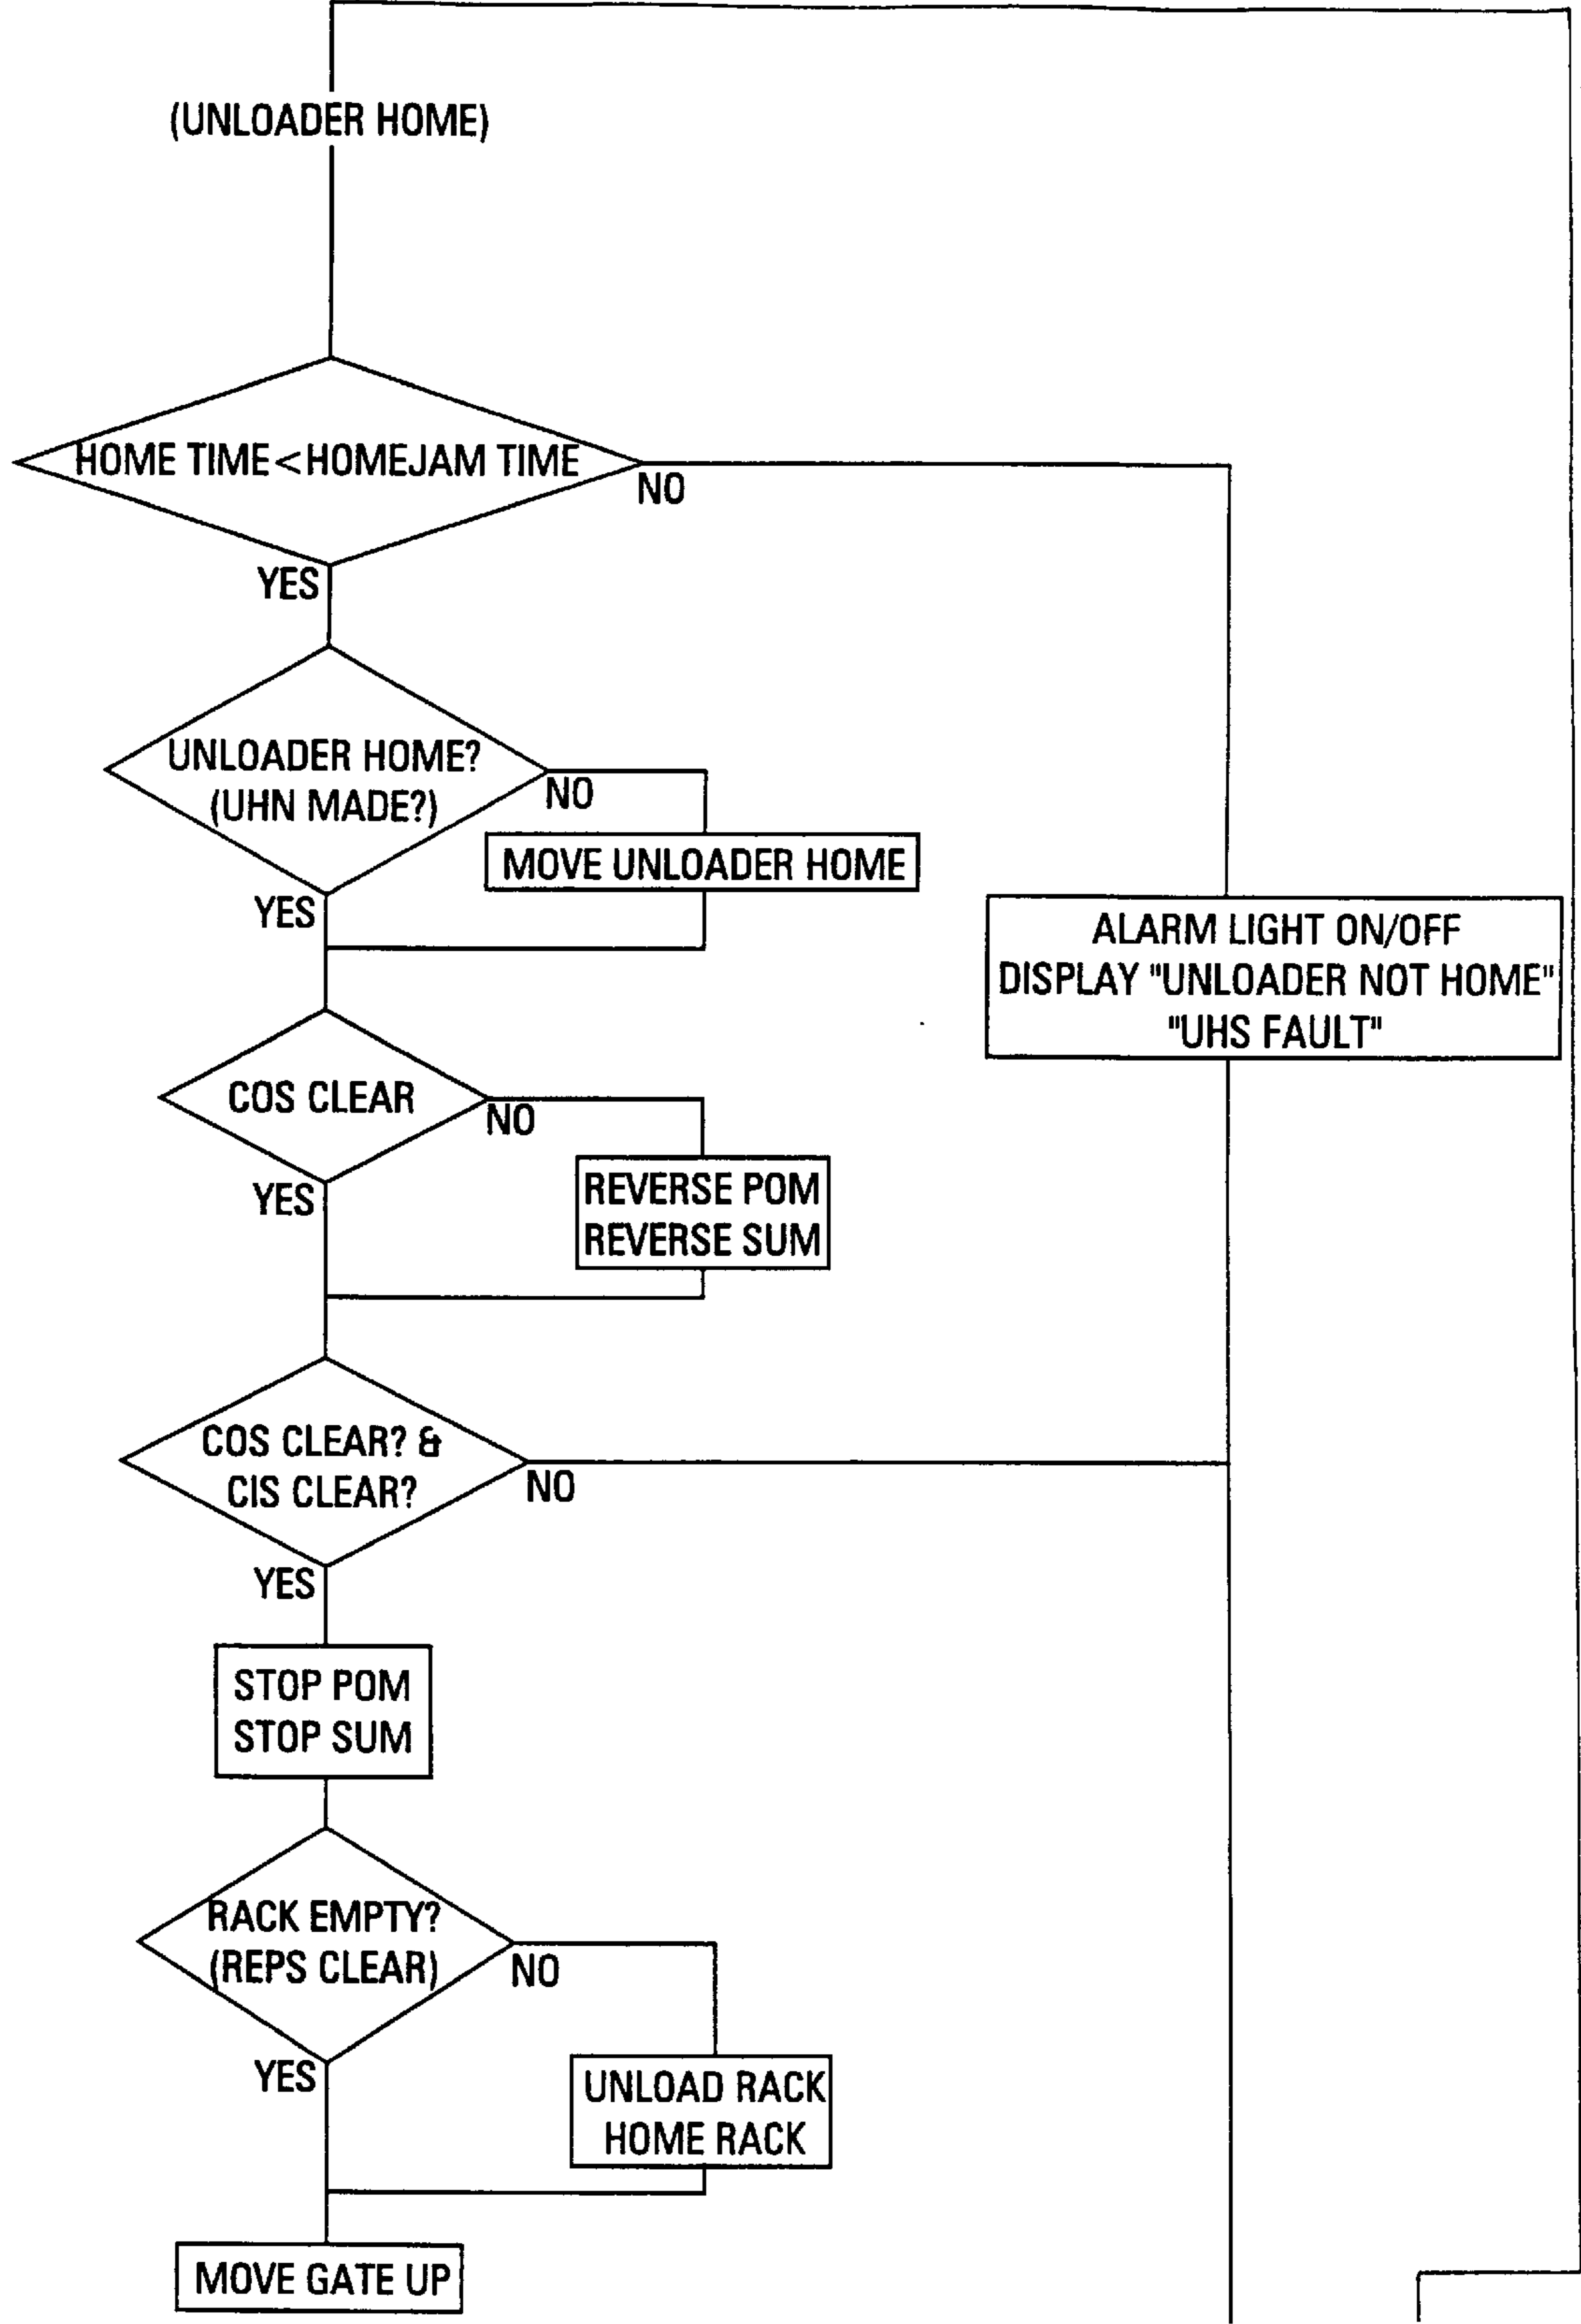 (UNLOADER HOME)
HOME TIME<HOMEJAM TIME
NO
YES
UNLOADER HOME?
(UHN MADE?)
NO
MOVE UNLOADER HOME
YES
ALARM LIGHT ON/OFF
DISPLAY "UNLOADER NOT HOME"
"UHS FAULT"
COS CLEAR
NO
YES
REVERSE POM
REVERSE SUM
COS CLEAR? &
CIS CLEAR?
NO
YES
STOP POM
STOP SUM
RACK EMPTY?
(REPS CLEAR)
NO
YES
UNLOAD RACK
HOME RACK
MOVE GATE UP